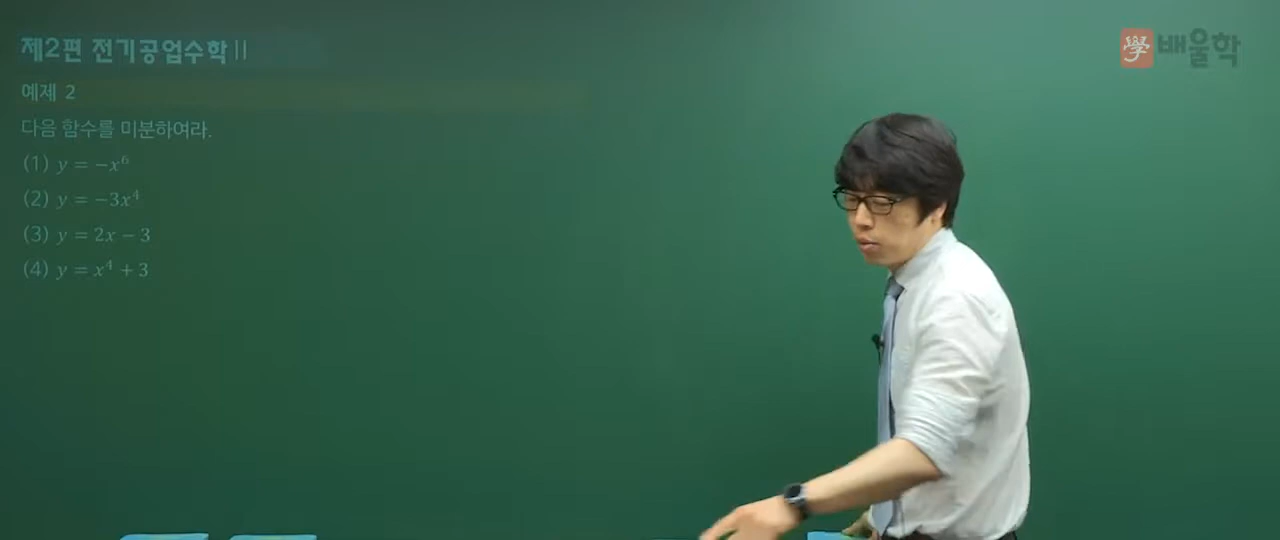 제2편 전기공업수학 II
學 배울학
예제 2
다음 함수를 미분하여라.
(1) y = −x⁶
(2) y = −3x⁴
(3) y = 2x − 3
(4) y = x⁴ + 3